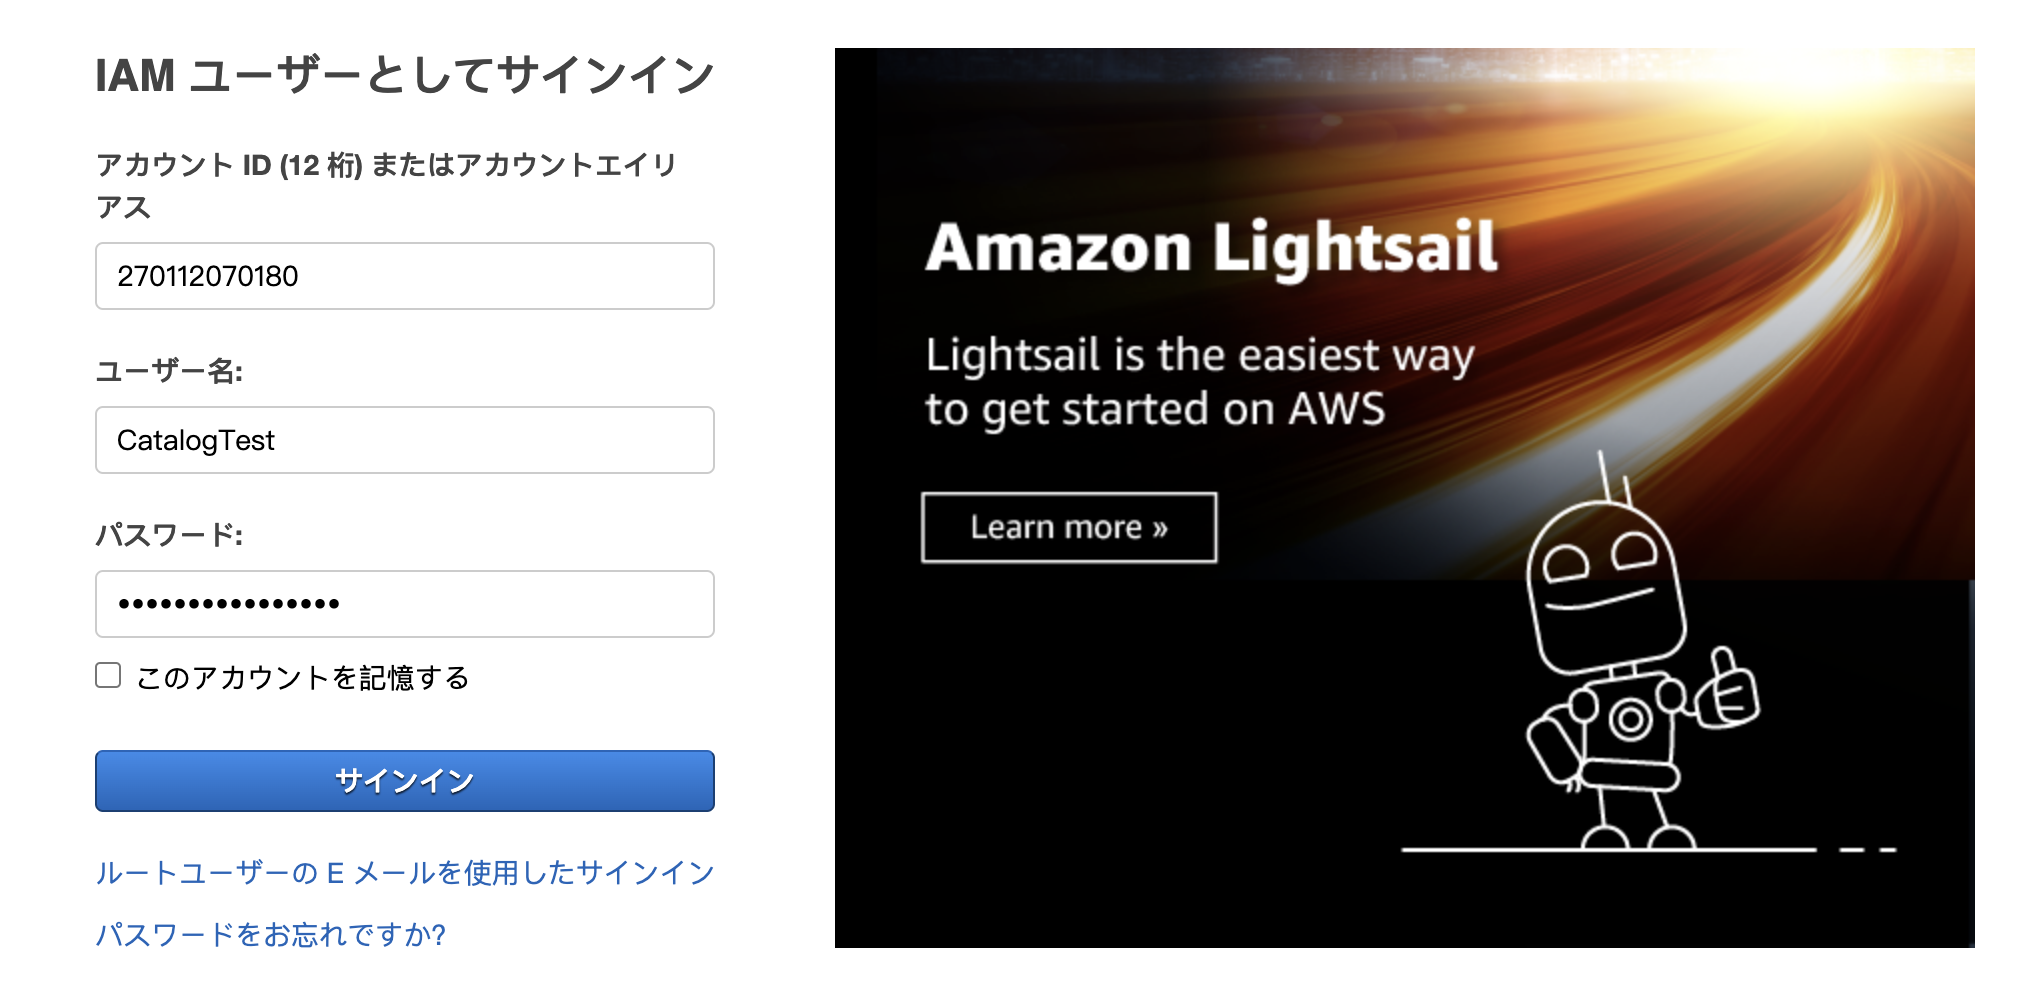 IAM ユーザーとしてサインイン
アカウント ID (12 桁) またはアカウントエイリ
アス
270112070180
ユーザー名:
CatalogTest
パスワード:
••••••••••••••••
このアカウントを記憶する
サインイン
ルートユーザーの E メールを使用したサインイン
パスワードをお忘れですか?
Amazon Lightsail
Lightsail is the easiest way
to get started on AWS
Learn more »